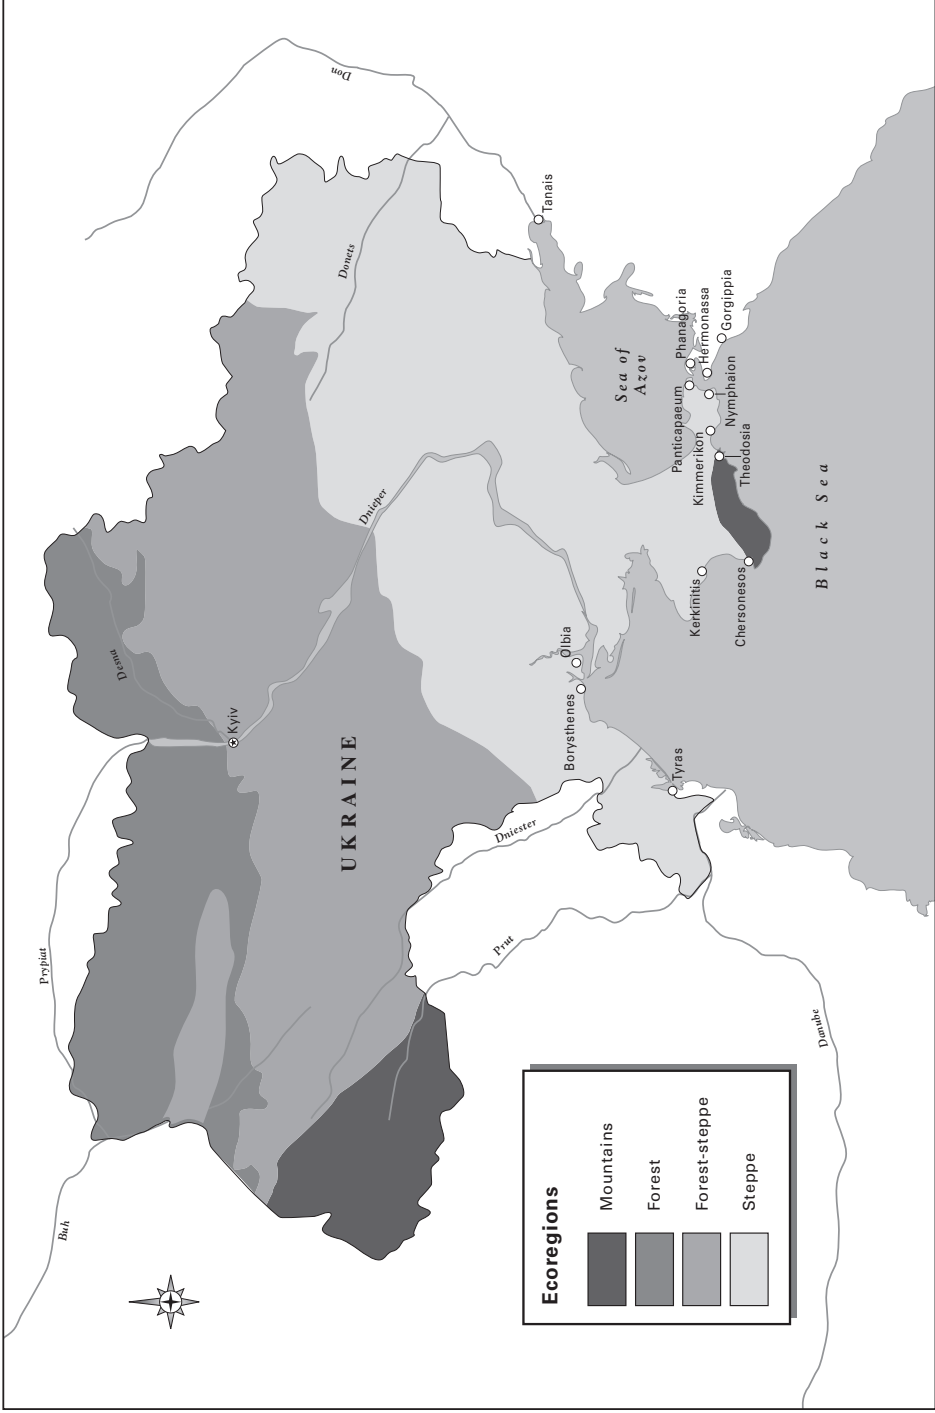 Don
Donets
Tanais
Desna
Dnieper
Kyiv
Prypiat
Buh
UKRAINE
Dniester
Prut
Danube
Olbia
Borysthenes
Tyras
Sea of
Azov
Phanagoria
Hermonassa
Gorgippia
Panticapaeum
Nymphaion
Kimmerikon
Theodosia
Kerkinitis
Chersonesos
Black Sea
Ecoregions
Mountains
Forest
Forest-steppe
Steppe